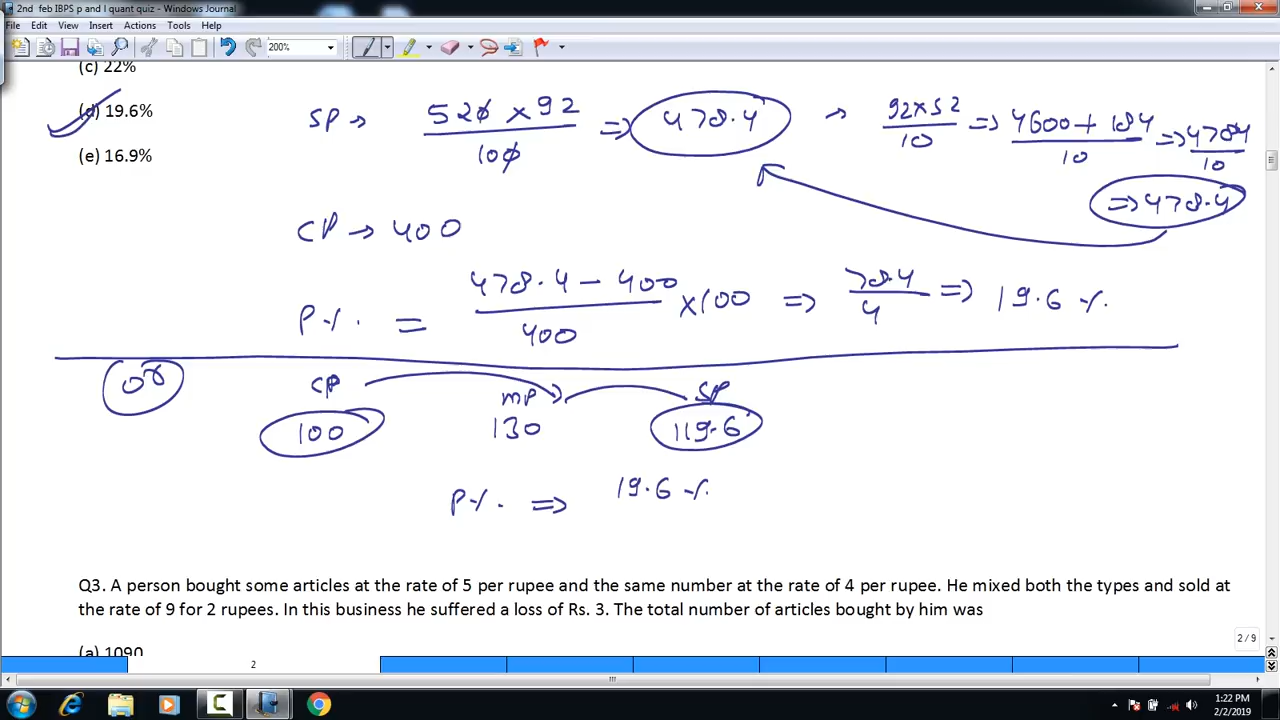 2nd feb IBPS p and I quant quiz - Windows Journal
File Edit View Insert Actions Tools Help
200%
(c) 22%
(d) 19.6%
(e) 16.9%
SP → 520 × 92 / 100 ⇒ 478.4 → 92×52 / 10 ⇒ 4600 + 184 / 10 ⇒ 4784 / 10
⇒ 478.4
CP → 400
P%. = 478.4 - 400 / 400 × 100 ⇒ 78.4 / 4 ⇒ 19.6 %.
or
CP MP SP
100 130 119.6
P%. ⇒ 19.6 %.
Q3. A person bought some articles at the rate of 5 per rupee and the same number at the rate of 4 per rupee. He mixed both the types and sold at
the rate of 9 for 2 rupees. In this business he suffered a loss of Rs. 3. The total number of articles bought by him was
(a) 1090
2 / 9
2
1:22 PM
2/2/2019